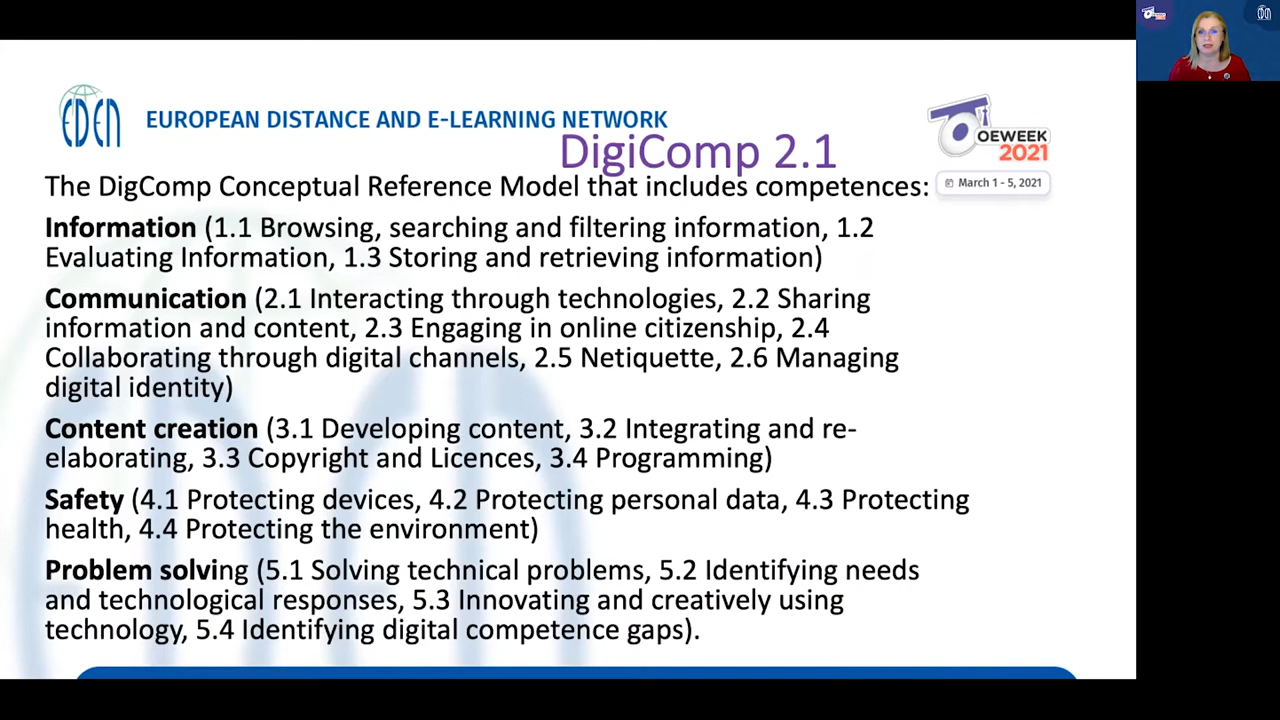 EDEN
EUROPEAN DISTANCE AND E-LEARNING NETWORK
DigiComp 2.1
OEWEEK
2021
March 1 - 5, 2021
The DigComp Conceptual Reference Model that includes competences:
Information (1.1 Browsing, searching and filtering information, 1.2
Evaluating Information, 1.3 Storing and retrieving information)
Communication (2.1 Interacting through technologies, 2.2 Sharing
information and content, 2.3 Engaging in online citizenship, 2.4
Collaborating through digital channels, 2.5 Netiquette, 2.6 Managing
digital identity)
Content creation (3.1 Developing content, 3.2 Integrating and re-
elaborating, 3.3 Copyright and Licences, 3.4 Programming)
Safety (4.1 Protecting devices, 4.2 Protecting personal data, 4.3 Protecting
health, 4.4 Protecting the environment)
Problem solving (5.1 Solving technical problems, 5.2 Identifying needs
and technological responses, 5.3 Innovating and creatively using
technology, 5.4 Identifying digital competence gaps).